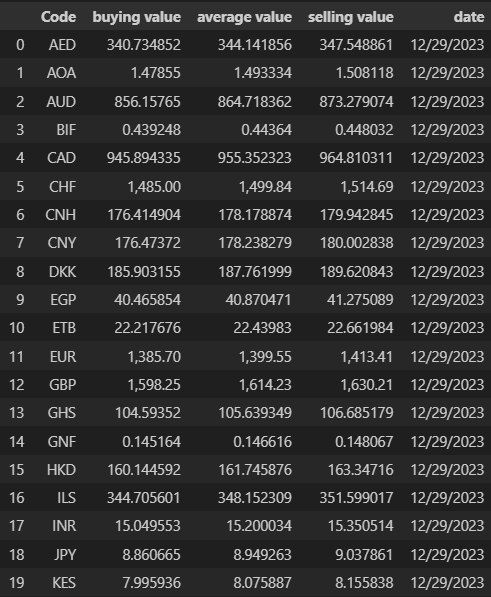 Code buying value average value selling value date
0 AED 340.734852 344.141856 347.548861 12/29/2023
1 AOA 1.47855 1.493334 1.508118 12/29/2023
2 AUD 856.15765 864.718362 873.279074 12/29/2023
3 BIF 0.439248 0.44364 0.448032 12/29/2023
4 CAD 945.894335 955.352323 964.810311 12/29/2023
5 CHF 1,485.00 1,499.84 1,514.69 12/29/2023
6 CNH 176.414904 178.178874 179.942845 12/29/2023
7 CNY 176.47372 178.238279 180.002838 12/29/2023
8 DKK 185.903155 187.761999 189.620843 12/29/2023
9 EGP 40.465854 40.870471 41.275089 12/29/2023
10 ETB 22.217676 22.43983 22.661984 12/29/2023
11 EUR 1,385.70 1,399.55 1,413.41 12/29/2023
12 GBP 1,598.25 1,614.23 1,630.21 12/29/2023
13 GHS 104.59352 105.639349 106.685179 12/29/2023
14 GNF 0.145164 0.146616 0.148067 12/29/2023
15 HKD 160.144592 161.745876 163.34716 12/29/2023
16 ILS 344.705601 348.152309 351.599017 12/29/2023
17 INR 15.049553 15.200034 15.350514 12/29/2023
18 JPY 8.860665 8.949263 9.037861 12/29/2023
19 KES 7.995936 8.075887 8.155838 12/29/2023